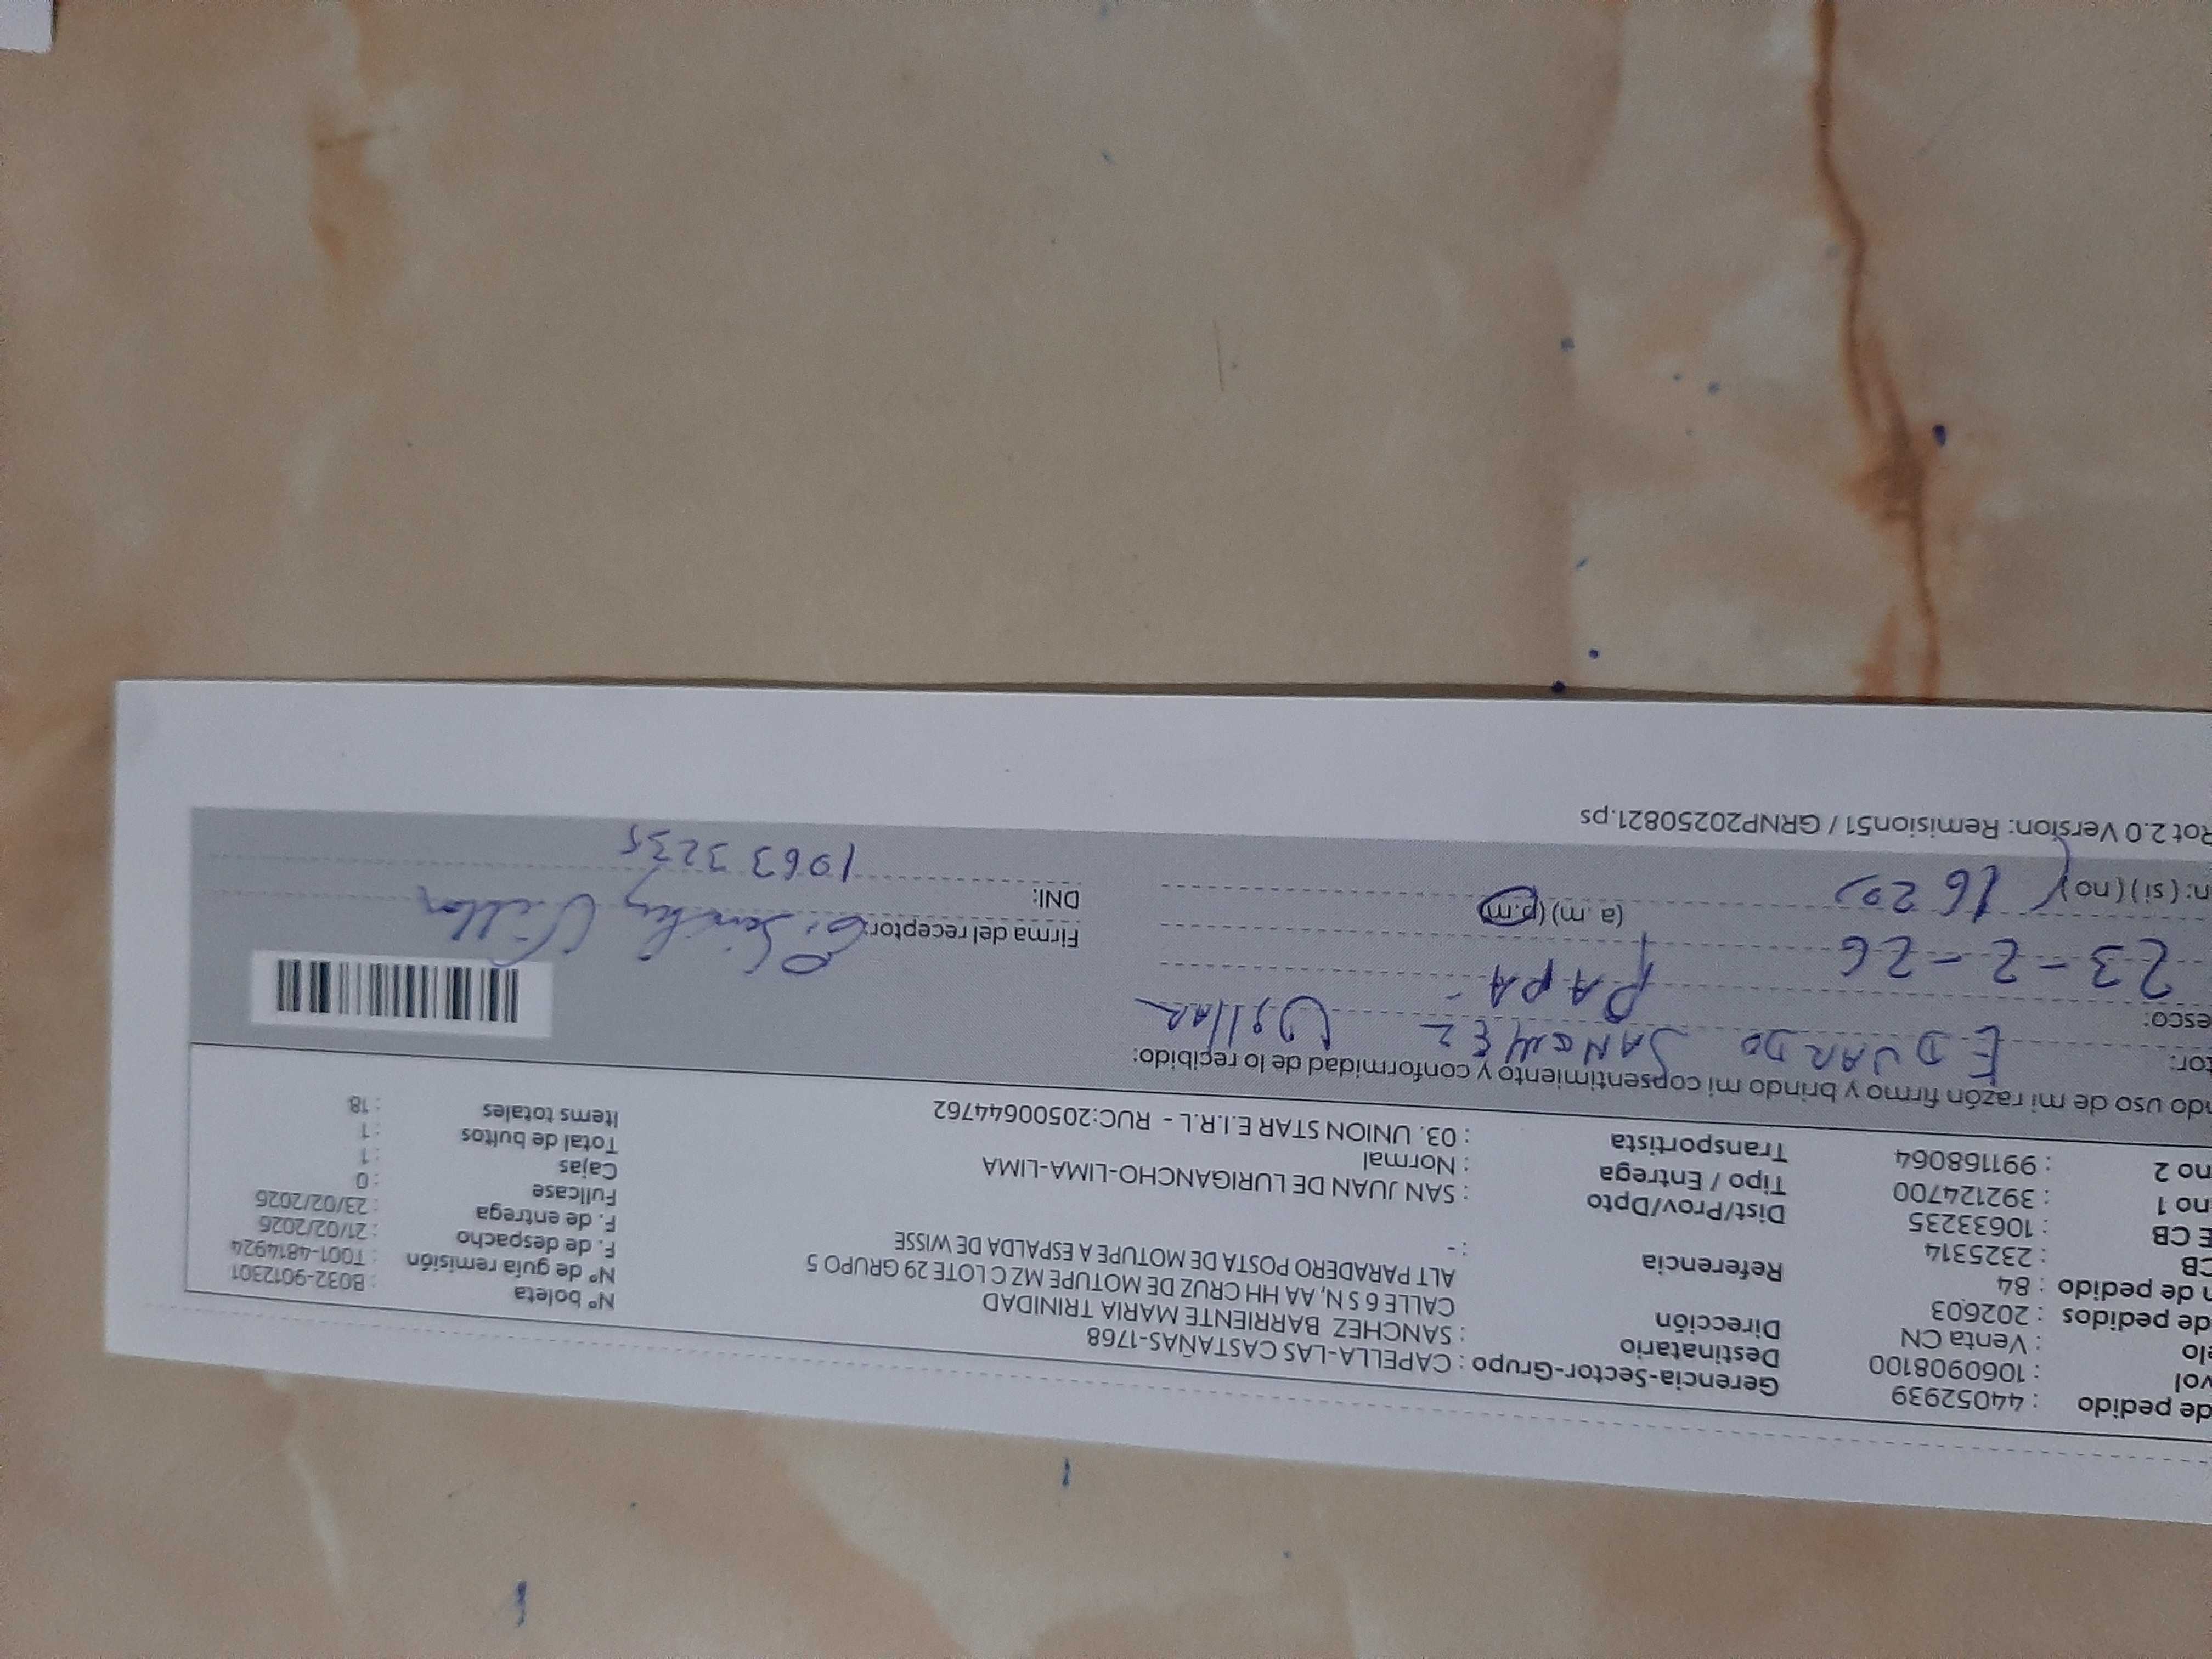 de pedido : 44052939 Gerencia-Sector-Grupo : CAPELLA-LAS CASTAÑAS-1768
vol : 1060908100 Destinatario : SANCHEZ BARRIENTE MARIA TRINIDAD Nº boleta : B032-9012301
elo : Venta CN Dirección CALLE 6 S N, AA HH CRUZ DE MOTUPE MZ C LOTE 29 GRUPO 5 Nº de guía remisión : T001-4814924
de pedidos : 202603 ALT PARADERO POSTA DE MOTUPE A ESPALDA DE WISSE F. de despacho : 21/02/2026
n de pedido : 84 Referencia : - F. de entrega : 23/02/2026
CB : 2325314 Dist/Prov/Dpto : SAN JUAN DE LURIGANCHO-LIMA-LIMA Fullcase : 0
E CB : 10633235 Tipo / Entrega : Normal Cajas : 1
no 1 : 392124700 Transportista : 03. UNION STAR E.I.R.L - RUC:20500644762 Total de bultos : 1
no 2 : 991168064 Items totales : 18
ndo uso de mi razón firmo y brindo mi consentimiento y conformidad de lo recibido:
tor: EDUARDO SANCHEZ Villar
esco: PAPA
23-2-26 Firma del receptor: E. Sánchez Villar
n: ( si ) ( no ) 16 20 (a .m) (p.m) DNI: 1063 3235
Rot 2.0 Version: Remision51 / GRNP20250821.ps